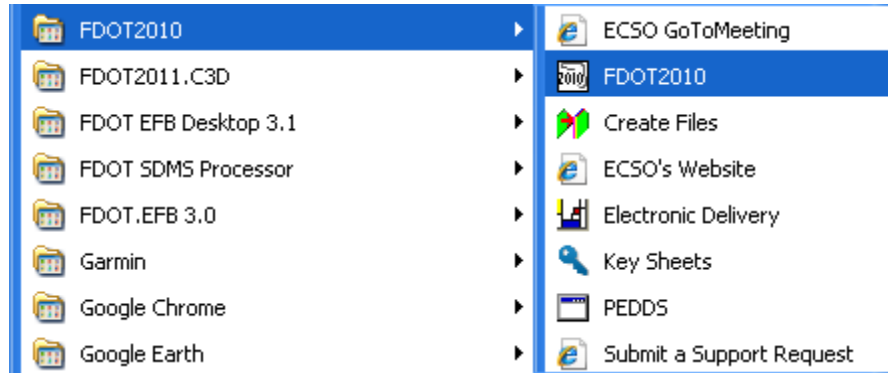 FDOT2010
FDOT2011.C3D
FDOT EFB Desktop 3.1
FDOT SDMS Processor
FDOT.EFB 3.0
Garmin
Google Chrome
Google Earth
ECSO GoToMeeting
2010
FDOT2010
Create Files
ECSO's Website
Electronic Delivery
Key Sheets
PEDDS
Submit a Support Request